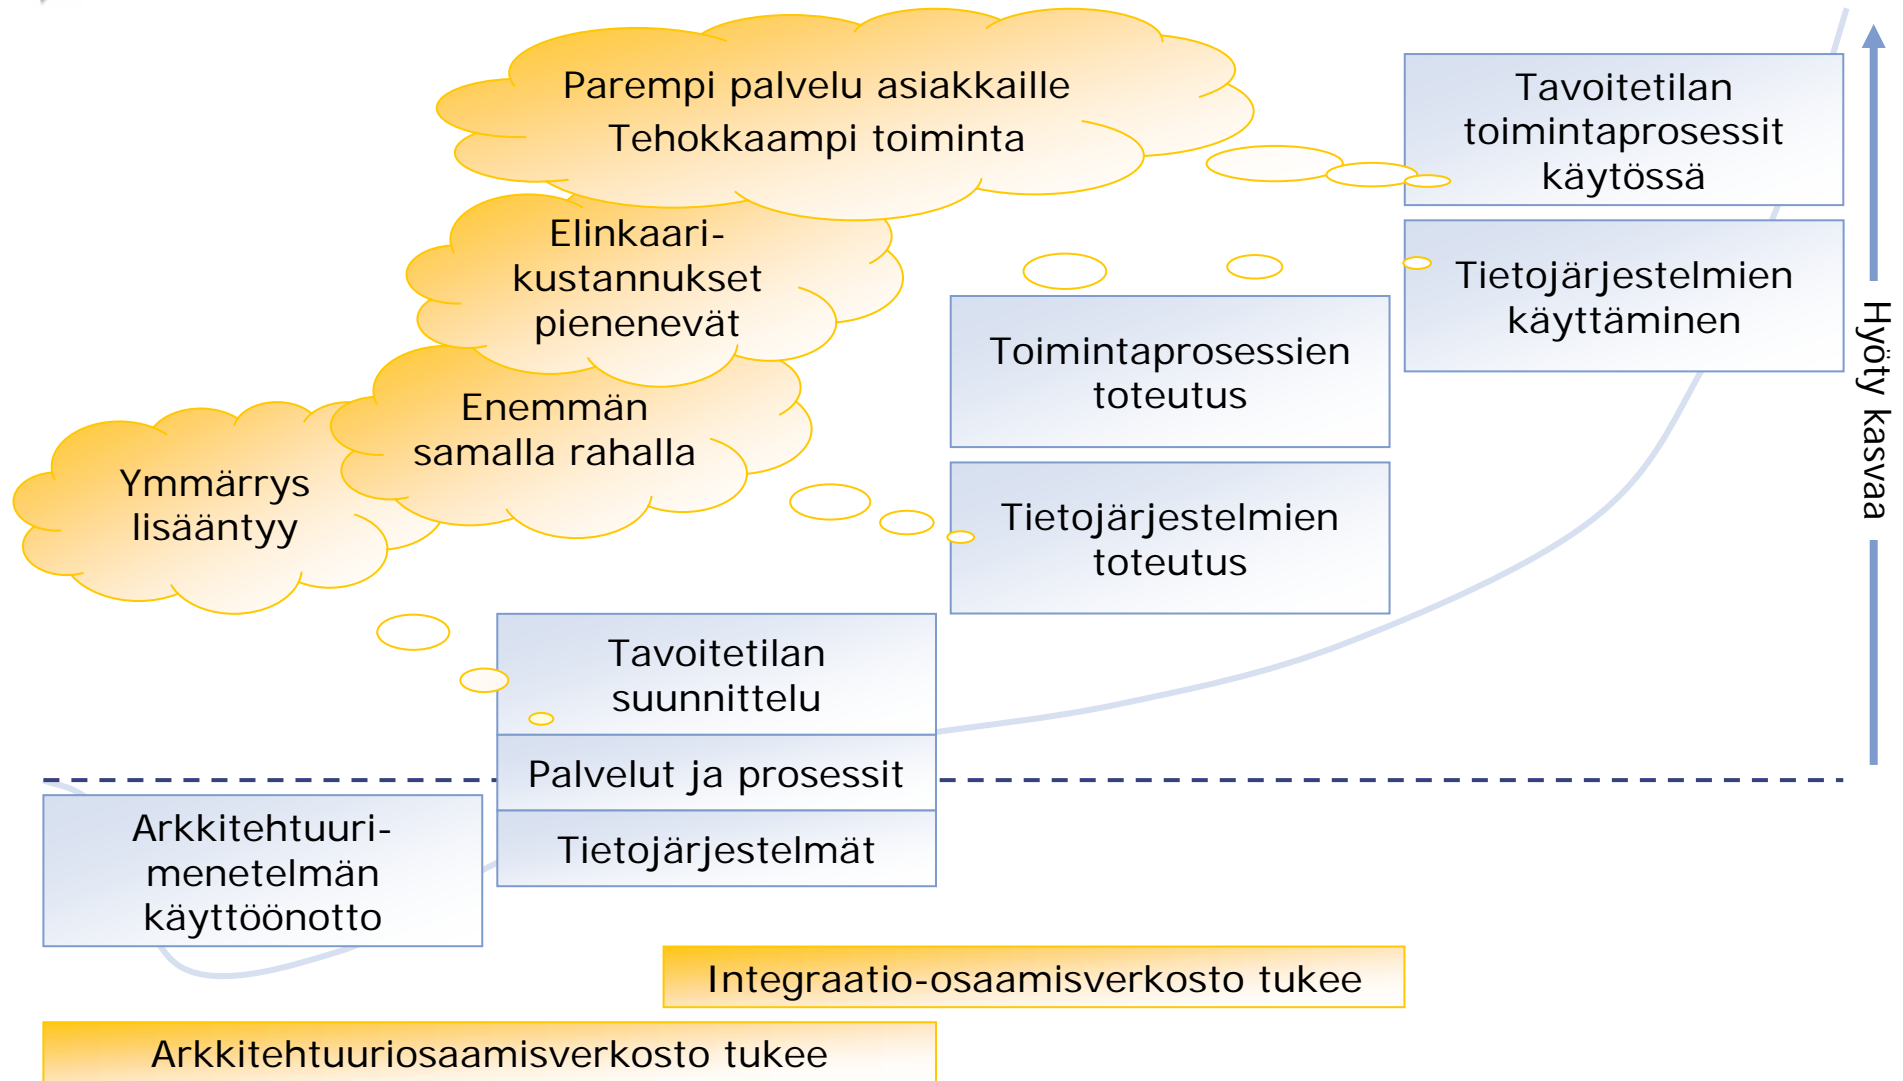 Parempi palvelu asiakkaille
Tehokkaampi toiminta
Tavoitetilan
toimintaprosessit
käytössä
Elinkaari-
kustannukset
pienenevät
Tietojärjestelmien
käyttäminen
Hyöty kasvaa
Toimintaprosessien
toteutus
Enemmän
samalla rahalla
Ymmärrys
lisääntyy
Tietojärjestelmien
toteutus
Tavoitetilan
suunnittelu
Palvelut ja prosessit
Tietojärjestelmät
Arkkitehtuuri-
menetelmän
käyttöönotto
Integraatio-osaamisverkosto tukee
Arkkitehtuuriosaamisverkosto tukee